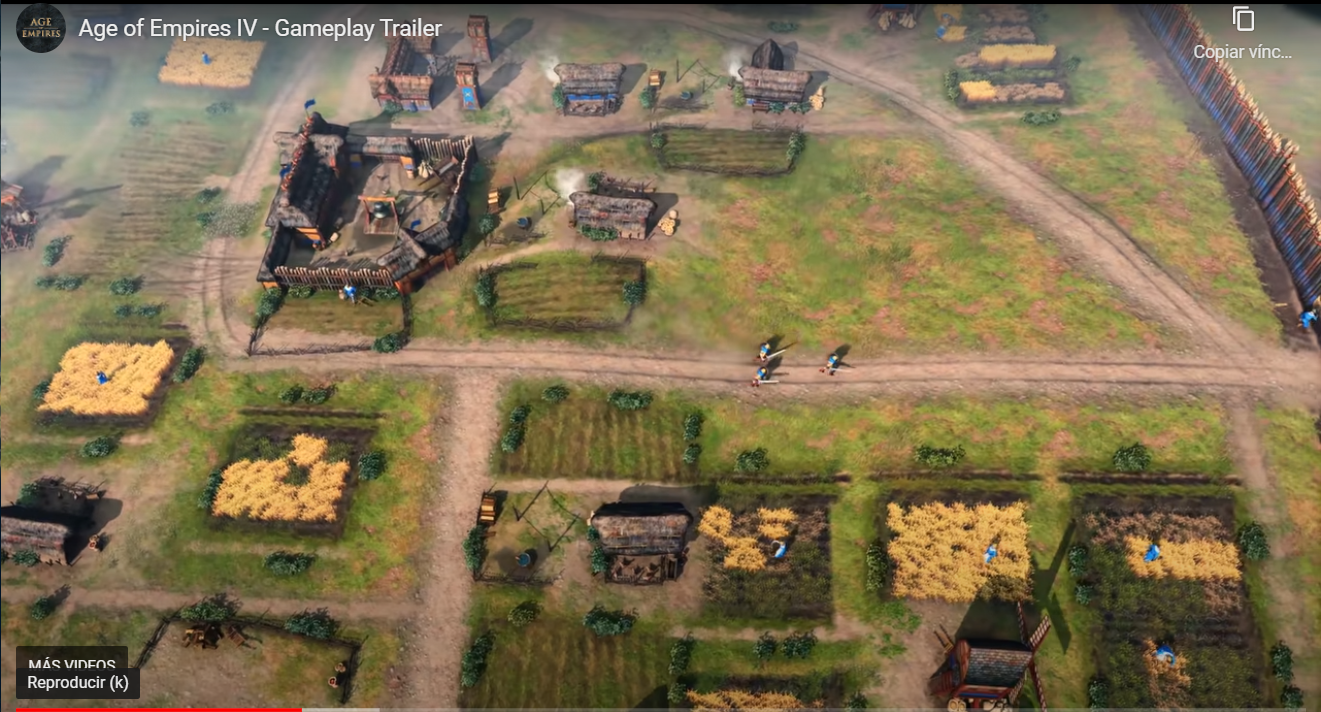 AGE
OF
EMPIRES
Age of Empires IV - Gameplay Trailer
Copiar vínc...
MÁS VIDEOS
Reproducir (k)